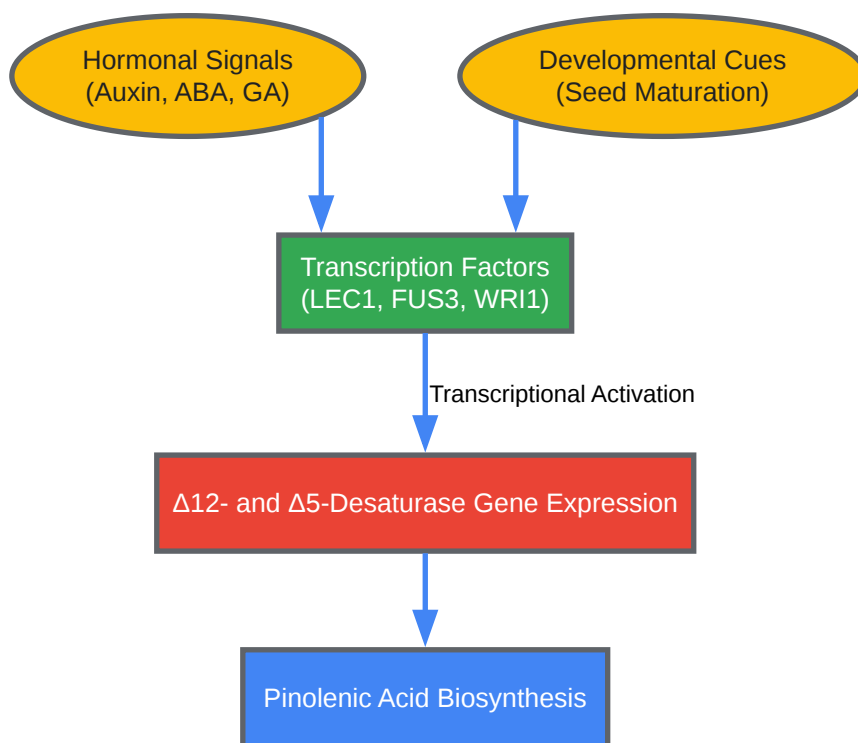 Hormonal Signals
(Auxin, ABA, GA)
Developmental Cues
(Seed Maturation)
Transcription Factors
(LEC1, FUS3, WRI1)
Transcriptional Activation
Δ12- and Δ5-Desaturase Gene Expression
Pinolenic Acid Biosynthesis